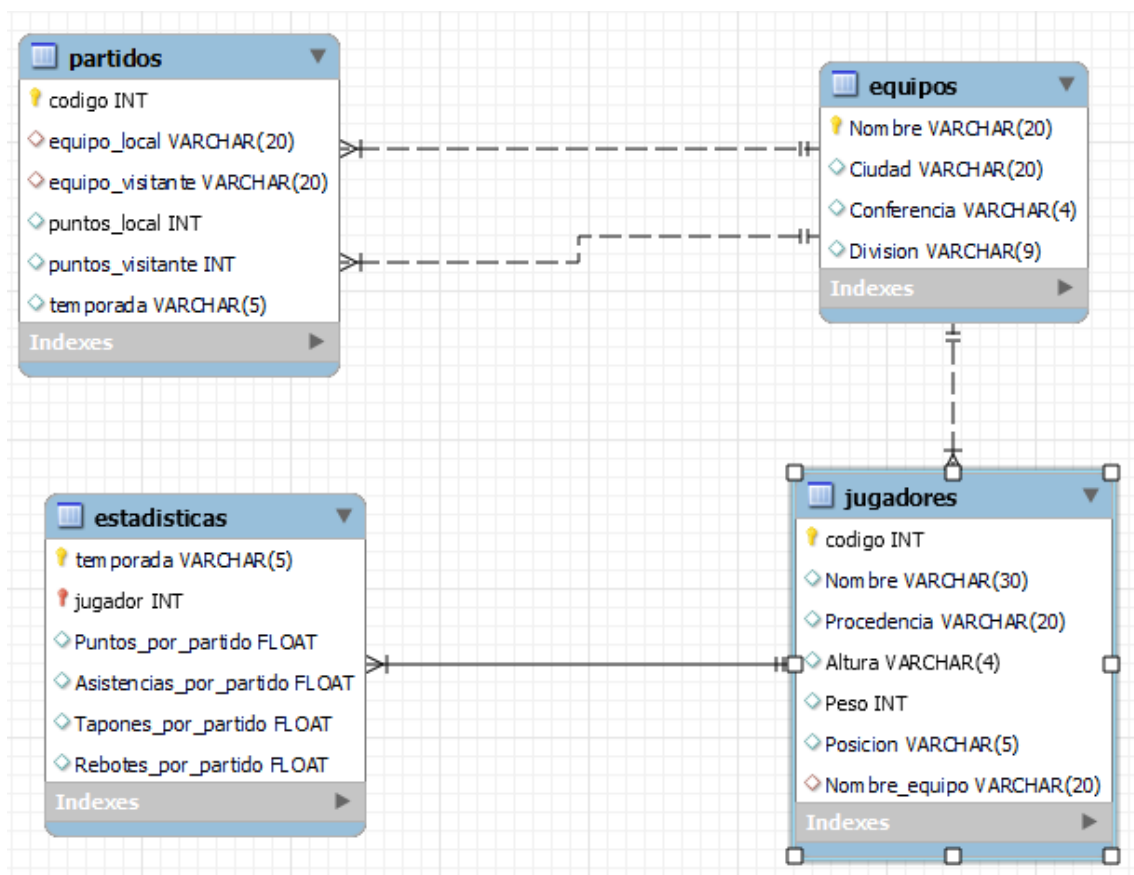 partidos
codigo INT
equipo_local VARCHAR(20)
equipo_visitante VARCHAR(20)
puntos_local INT
puntos_visitante INT
temporada VARCHAR(5)
Indexes
equipos
Nombre VARCHAR(20)
Ciudad VARCHAR(20)
Conferencia VARCHAR(4)
Division VARCHAR(9)
Indexes
estadisticas
temporada VARCHAR(5)
jugador INT
Puntos_por_partido FLOAT
Asistencias_por_partido FLOAT
Tapones_por_partido FLOAT
Rebotes_por_partido FLOAT
Indexes
jugadores
codigo INT
Nombre VARCHAR(30)
Procedencia VARCHAR(20)
Altura VARCHAR(4)
Peso INT
Posicion VARCHAR(5)
Nombre_equipo VARCHAR(20)
Indexes